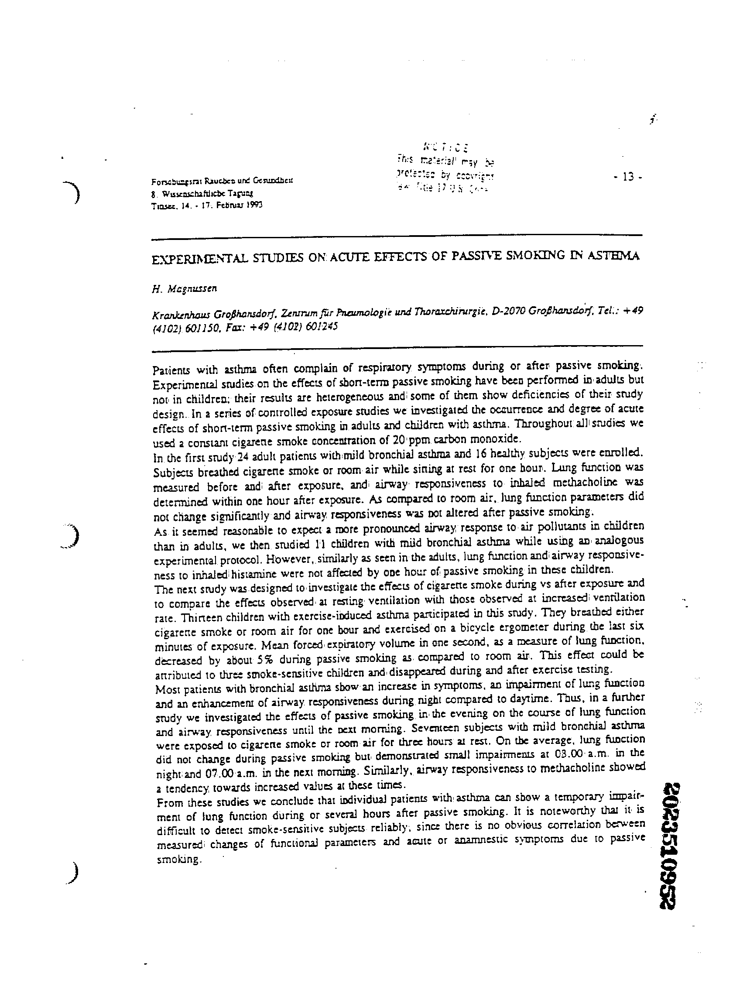 NOTICE
This material may be
protected by copyright
law Title 17 U.S. Code
Forschungsrat Rauchen und Gesundheit
8. Wissenschaftliche Tagung
Titisee, 14. - 17. Februar 1993
- 13 -
EXPERIMENTAL STUDIES ON ACUTE EFFECTS OF PASSIVE SMOKING IN ASTHMA
H. Magnussen
Krankenhaus Großhansdorf, Zentrum für Pneumologie und Thoraxchirurgie, D-2070 Großhansdorf, Tel.: +49
(4102) 601150, Fax: +49 (4102) 601245
Patients with asthma often complain of respiratory symptoms during or after passive smoking.
Experimental studies on the effects of short-term passive smoking have been performed in adults but
not in children; their results are heterogeneous and some of them show deficiencies of their study
design. In a series of controlled exposure studies we investigated the occurrence and degree of acute
effects of short-term passive smoking in adults and children with asthma. Throughout all studies we
used a constant cigarette smoke concentration of 20 ppm carbon monoxide.
In the first study 24 adult patients with mild bronchial asthma and 16 healthy subjects were enrolled.
Subjects breathed cigarette smoke or room air while sitting at rest for one hour. Lung function was
measured before and after exposure, and airway responsiveness to inhaled methacholine was
determined within one hour after exposure. As compared to room air, lung function parameters did
not change significantly and airway responsiveness was not altered after passive smoking.
As it seemed reasonable to expect a more pronounced airway response to air pollutants in children
than in adults, we then studied 11 children with mild bronchial asthma while using an analogous
experimental protocol. However, similarly as seen in the adults, lung function and airway responsive-
ness to inhaled histamine were not affected by one hour of passive smoking in these children.
The next study was designed to investigate the effects of cigarette smoke during vs after exposure and
to compare the effects observed at resting ventilation with those observed at increased ventilation
rate. Thirteen children with exercise-induced asthma participated in this study. They breathed either
cigarette smoke or room air for one hour and exercised on a bicycle ergometer during the last six
minutes of exposure. Mean forced expiratory volume in one second, as a measure of lung function,
decreased by about 5% during passive smoking as compared to room air. This effect could be
attributed to three smoke-sensitive children and disappeared during and after exercise testing.
Most patients with bronchial asthma show an increase in symptoms, an impairment of lung function
and an enhancement of airway responsiveness during night compared to daytime. Thus, in a further
study we investigated the effects of passive smoking in the evening on the course of lung function
and airway responsiveness until the next morning. Seventeen subjects with mild bronchial asthma
were exposed to cigarette smoke or room air for three hours at rest. On the average, lung function
did not change during passive smoking but demonstrated small impairments at 03.00 a.m. in the
night and 07.00 a.m. in the next morning. Similarly, airway responsiveness to methacholine showed
a tendency towards increased values at these times.
From these studies we conclude that individual patients with asthma can show a temporary impair-
ment of lung function during or several hours after passive smoking. It is noteworthy that it is
difficult to detect smoke-sensitive subjects reliably, since there is no obvious correlation between
measured changes of functional parameters and acute or anamnestic symptoms due to passive
smoking.
2023510952